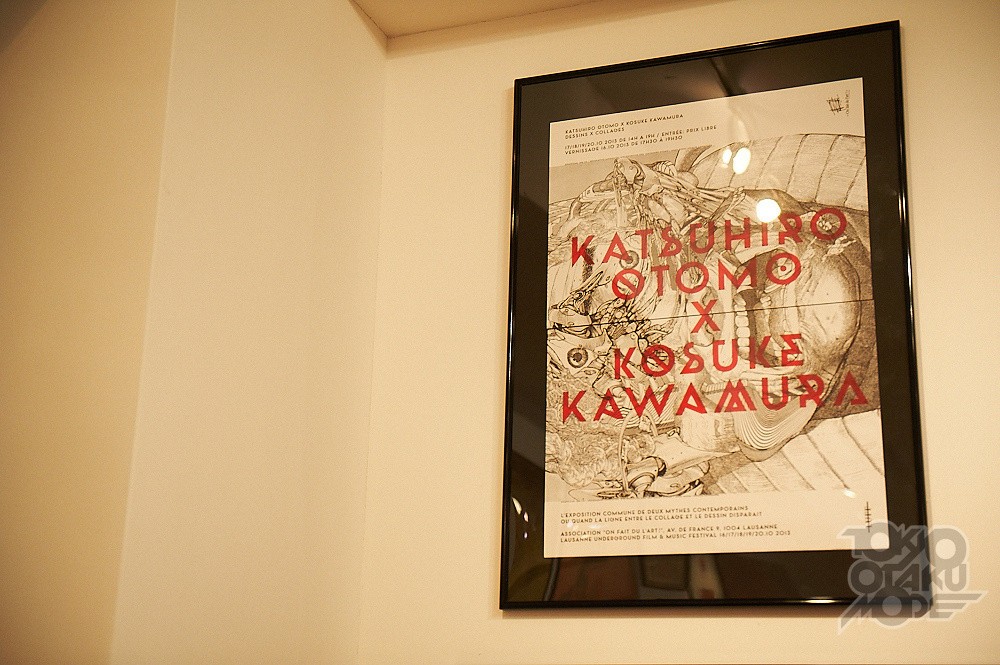 KATSUHIRO OTOMO X KOSUKE KAWAMURA
DESSINS X COLLAGES
17/18/19/20.10 2013 DE 14H A 19H / ENTRÉE: PRIX LIBRE
VERNISSAGE 16.10 2013 DE 17H30 À 19H30
KATSUHIRO
OTOMO
X
KOSUKE
KAWAMURA
L'EXPOSITION COMMUNE DE DEUX MYTHES CONTEMPORAINS
OU QUAND LA LIGNE ENTRE LE COLLAGE ET LE DESSIN DISPARAIT
ASSOCIATION "ON FAIT DU L'ART!", AV. DE FRANCE 9, 1004 LAUSANNE
LAUSANNE UNDERGROUND FILM & MUSIC FESTIVAL 16/17/18/19/20.10 2013
TOKYO
OTAKU
MODE